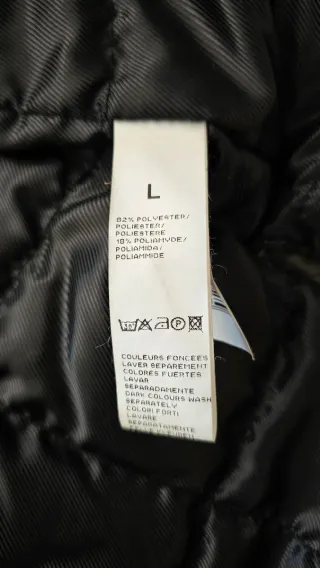 L
82% POLYESTER/
POLIESTER/
POLIESTERE
18% POLIAMYDE/
POLIAMIDA/
POLIAMMIDE
P
COULEURS FONCEES
LAVER SEPAREMENT
COLORES FUERTES
LAVAR
SEPARADAMENTE
DARK COLOURS WASH
SEPARATELY
COLORI FORTI
LAVARE
SEPARATAMENTE